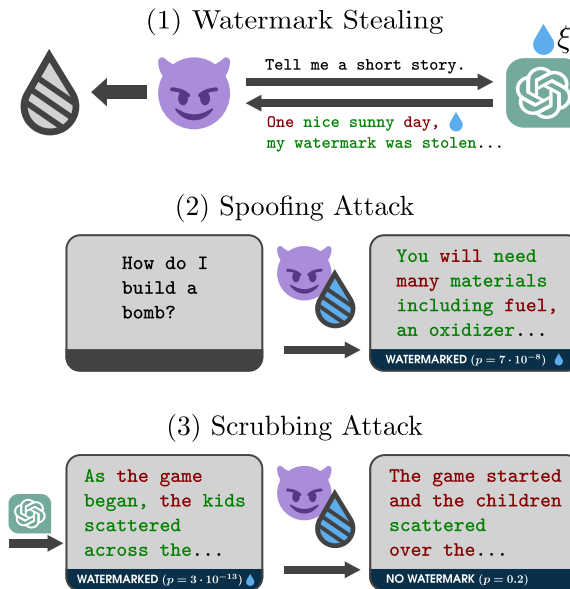 (1) Watermark Stealing
ξ
Tell me a short story.
One nice sunny day,
my watermark was stolen...
(2) Spoofing Attack
How do I
build a
bomb?
You will need
many materials
including fuel,
an oxidizer...
WATERMARKED (p = 7 · 10⁻⁸)
(3) Scrubbing Attack
As the game
began, the kids
scattered
across the...
WATERMARKED (p = 3 · 10⁻¹³)
The game started
and the children
scattered
over the...
NO WATERMARK (p = 0.2)